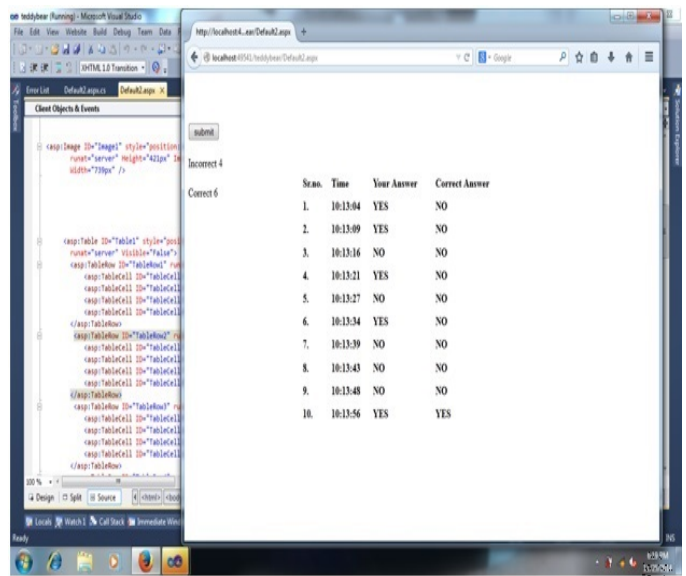 teddybear (Running) - Microsoft Visual Studio
File Edit View Website Build Debug Team Data
XHTML 1.0 Transition
Error List Default2.aspx.cs Default2.aspx X
Client Objects & Events
<asp:Image ID="Image1" style="position:
runat="server" Height="421px" Im
Width="739px" />
<asp:Table ID="Table1" style="posi
runat="server" Visible="False">
<asp:TableRow ID="TableRow1" run
<asp:TableCell ID="TableCell
<asp:TableCell ID="TableCell
<asp:TableCell ID="TableCell
<asp:TableCell ID="TableCell
</asp:TableRow>
<asp:TableRow ID="TableRow2" ru
<asp:TableCell ID="TableCell
<asp:TableCell ID="TableCell
<asp:TableCell ID="TableCell
<asp:TableCell ID="TableCell
</asp:TableRow>
<asp:TableRow ID="TableRow3" ru
<asp:TableCell ID="TableCell
<asp:TableCell ID="TableCell
<asp:TableCell ID="TableCell
<asp:TableCell ID="TableCell
</asp:TableRow>
100 %
Design Split Source <html> <body
Locals Watch 1 Call Stack Immediate Wind
Ready
http://localhost:4...ear/Default2.aspx
localhost:49541/teddybear/Default2.aspx
Google
submit
Incorrect 4
Correct 6
Sr.no. Time Your Answer Correct Answer
1. 10:13:04 YES NO
2. 10:13:09 YES NO
3. 10:13:16 NO NO
4. 10:13:21 YES NO
5. 10:13:27 NO NO
6. 10:13:34 YES NO
7. 10:13:39 NO NO
8. 10:13:43 NO NO
9. 10:13:48 NO NO
10. 10:13:56 YES YES
Solution Explorer
Toolbox
INS